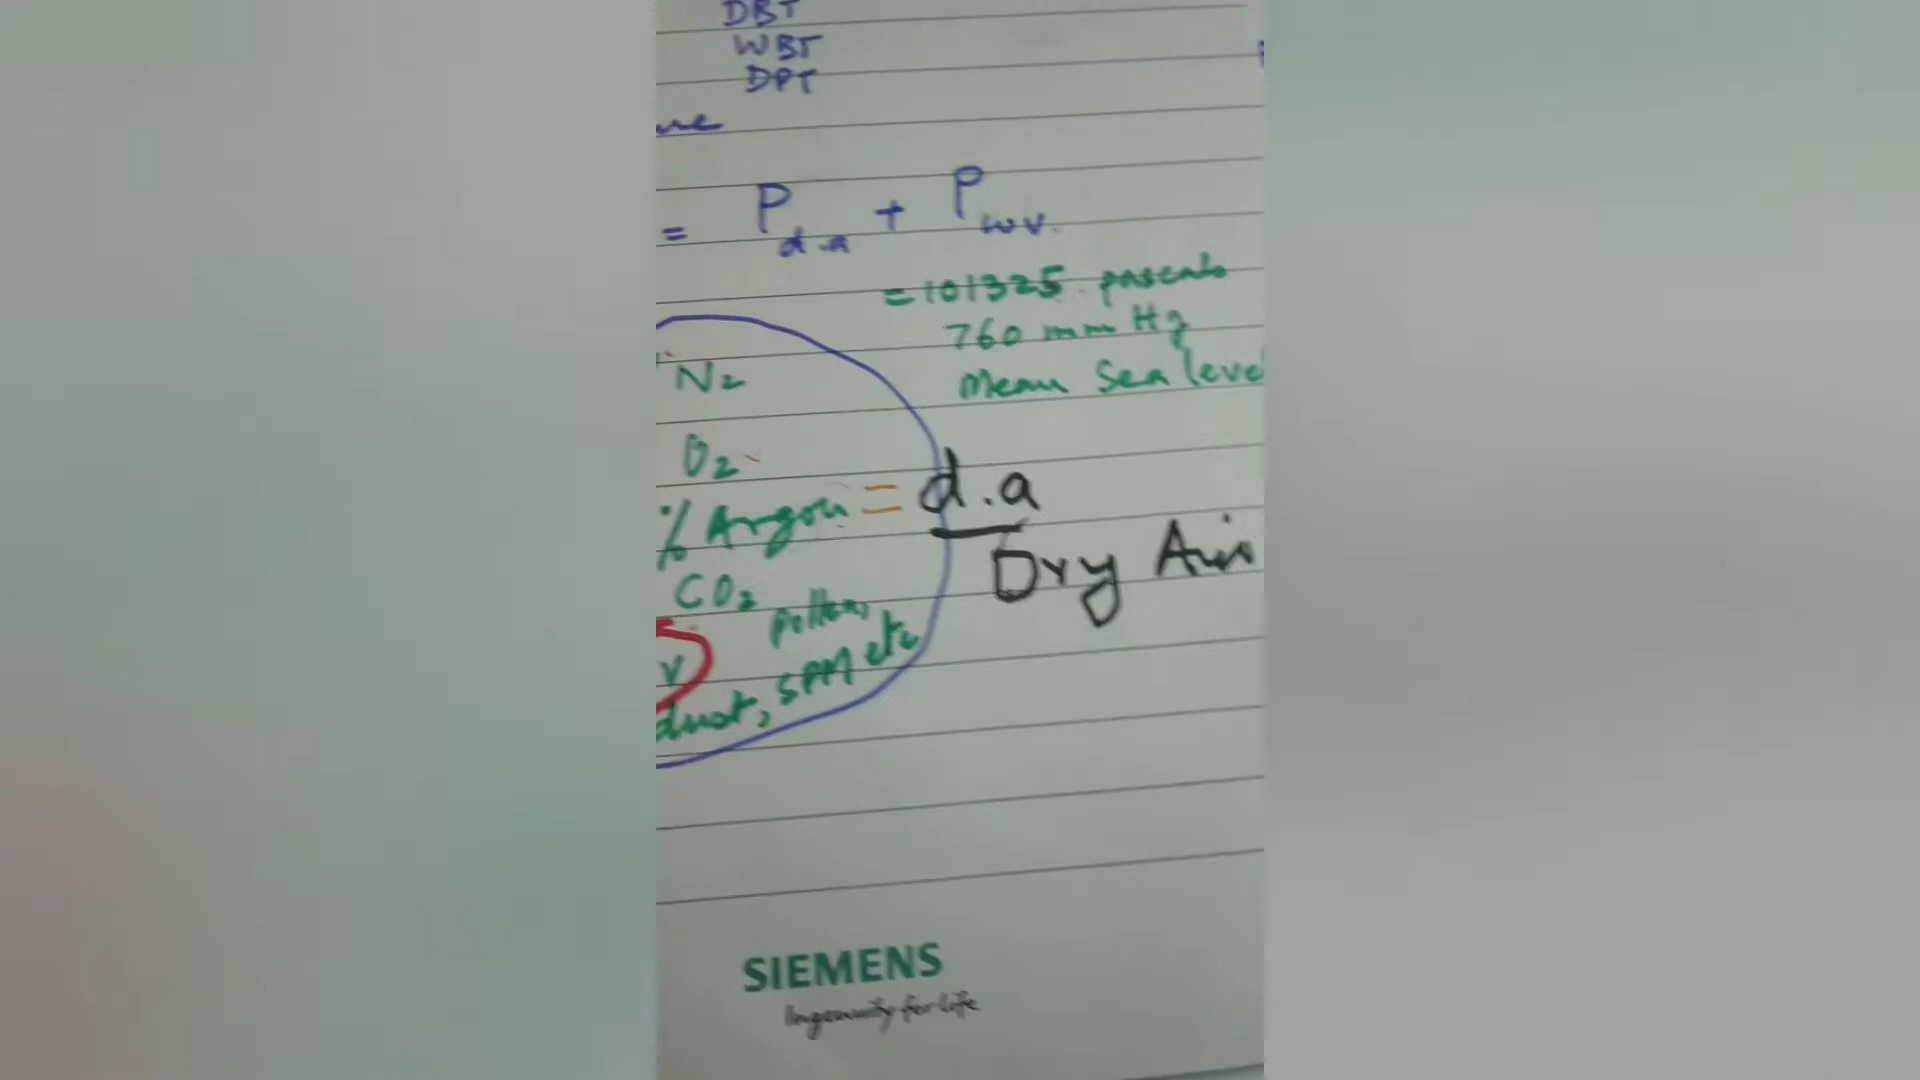 DBT
WBT
DPT
= P d.a + P wv.
= 101325 pascals
760 mm Hg
Mean Sea level
N2
O2
% Argon = d.a
Dry Air
CO2
pollen,
v
dust, SPM etc
SIEMENS
Ingenuity for life